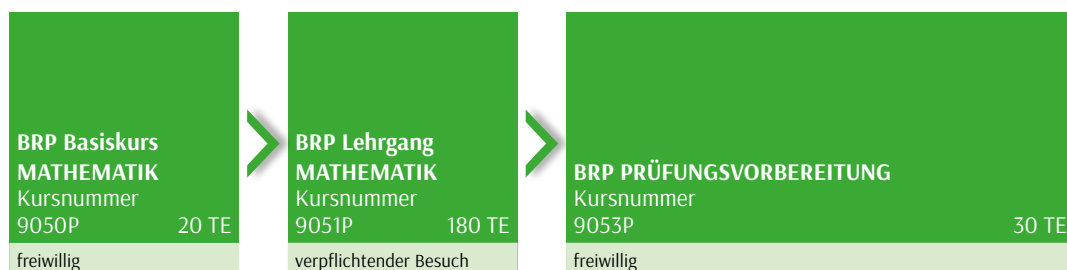 BRP Basiskurs
MATHEMATIK
Kursnummer
9050P 20 TE
freiwillig
BRP Lehrgang
MATHEMATIK
Kursnummer
9051P 180 TE
verpflichtender Besuch
BRP PRÜFUNGSVORBEREITUNG
Kursnummer
9053P 30 TE
freiwillig